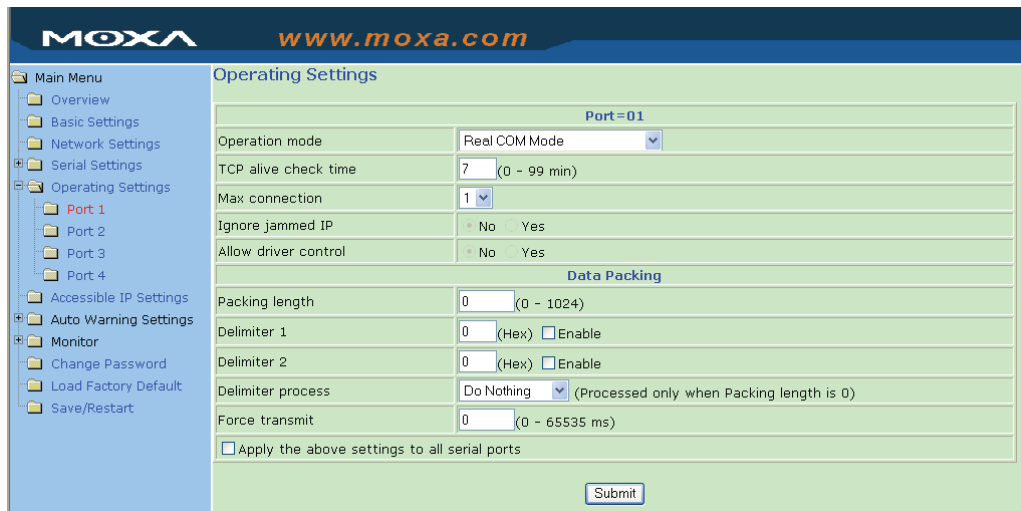 MOXA www.moxa.com
Main Menu
Overview
Basic Settings
Network Settings
Serial Settings
Operating Settings
Port 1
Port 2
Port 3
Port 4
Accessible IP Settings
Auto Warning Settings
Monitor
Change Password
Load Factory Default
Save/Restart
Operating Settings
Port=01
Operation mode Real COM Mode
TCP alive check time 7 (0 - 99 min)
Max connection 1
Ignore jammed IP No Yes
Allow driver control No Yes
Data Packing
Packing length 0 (0 - 1024)
Delimiter 1 0 (Hex) Enable
Delimiter 2 0 (Hex) Enable
Delimiter process Do Nothing (Processed only when Packing length is 0)
Force transmit 0 (0 - 65535 ms)
Apply the above settings to all serial ports
Submit